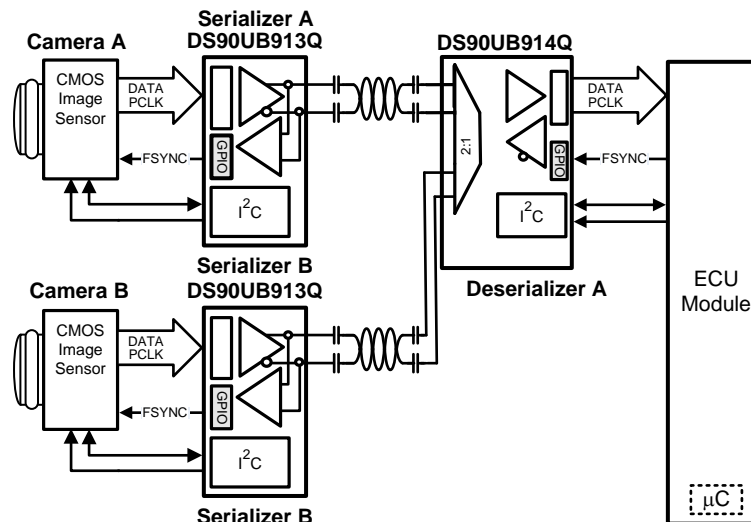 Serializer A
Camera A
DS90UB913Q
DS90UB914Q
CMOS
Image
Sensor
DATA
PCLK
FSYNC
GPIO
I²C
2:1
GPIO
I²C
DATA
PCLK
FSYNC
Deserializer A
ECU
Module
µC
Serializer B
Camera B
DS90UB913Q
CMOS
Image
Sensor
DATA
PCLK
FSYNC
GPIO
I²C
Serializer B